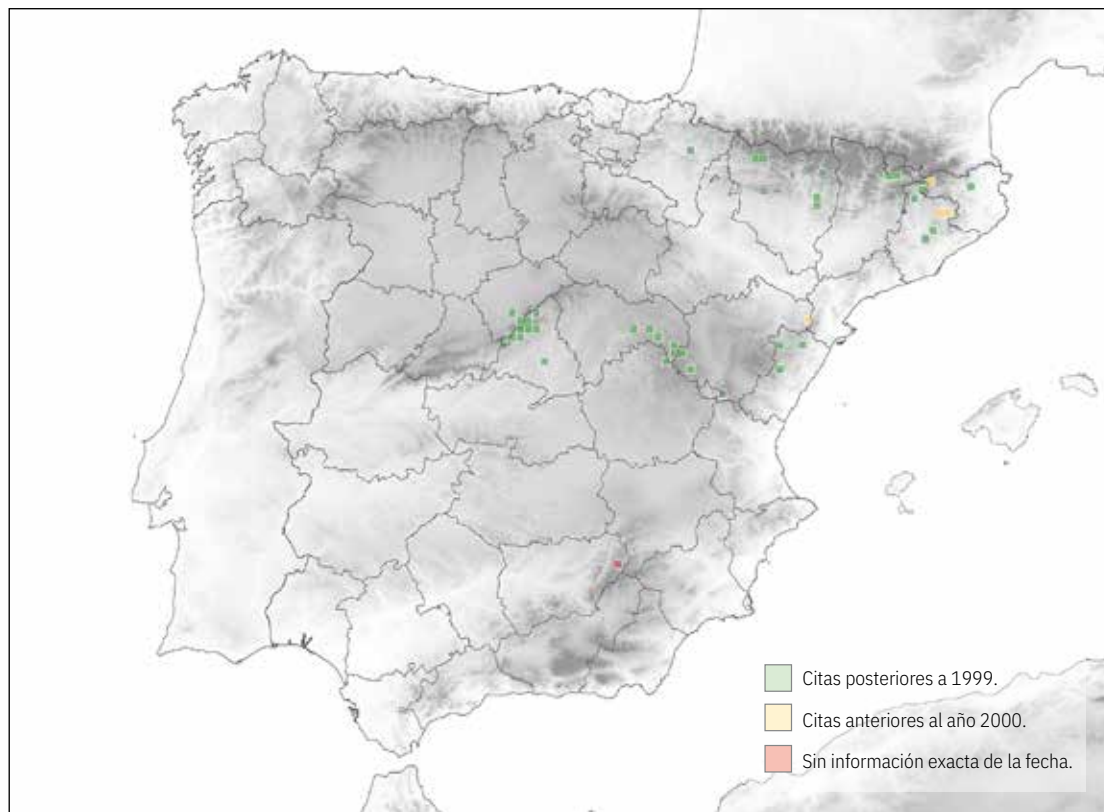 Citas posteriores a 1999.
Citas anteriores al año 2000.
Sin información exacta de la fecha.